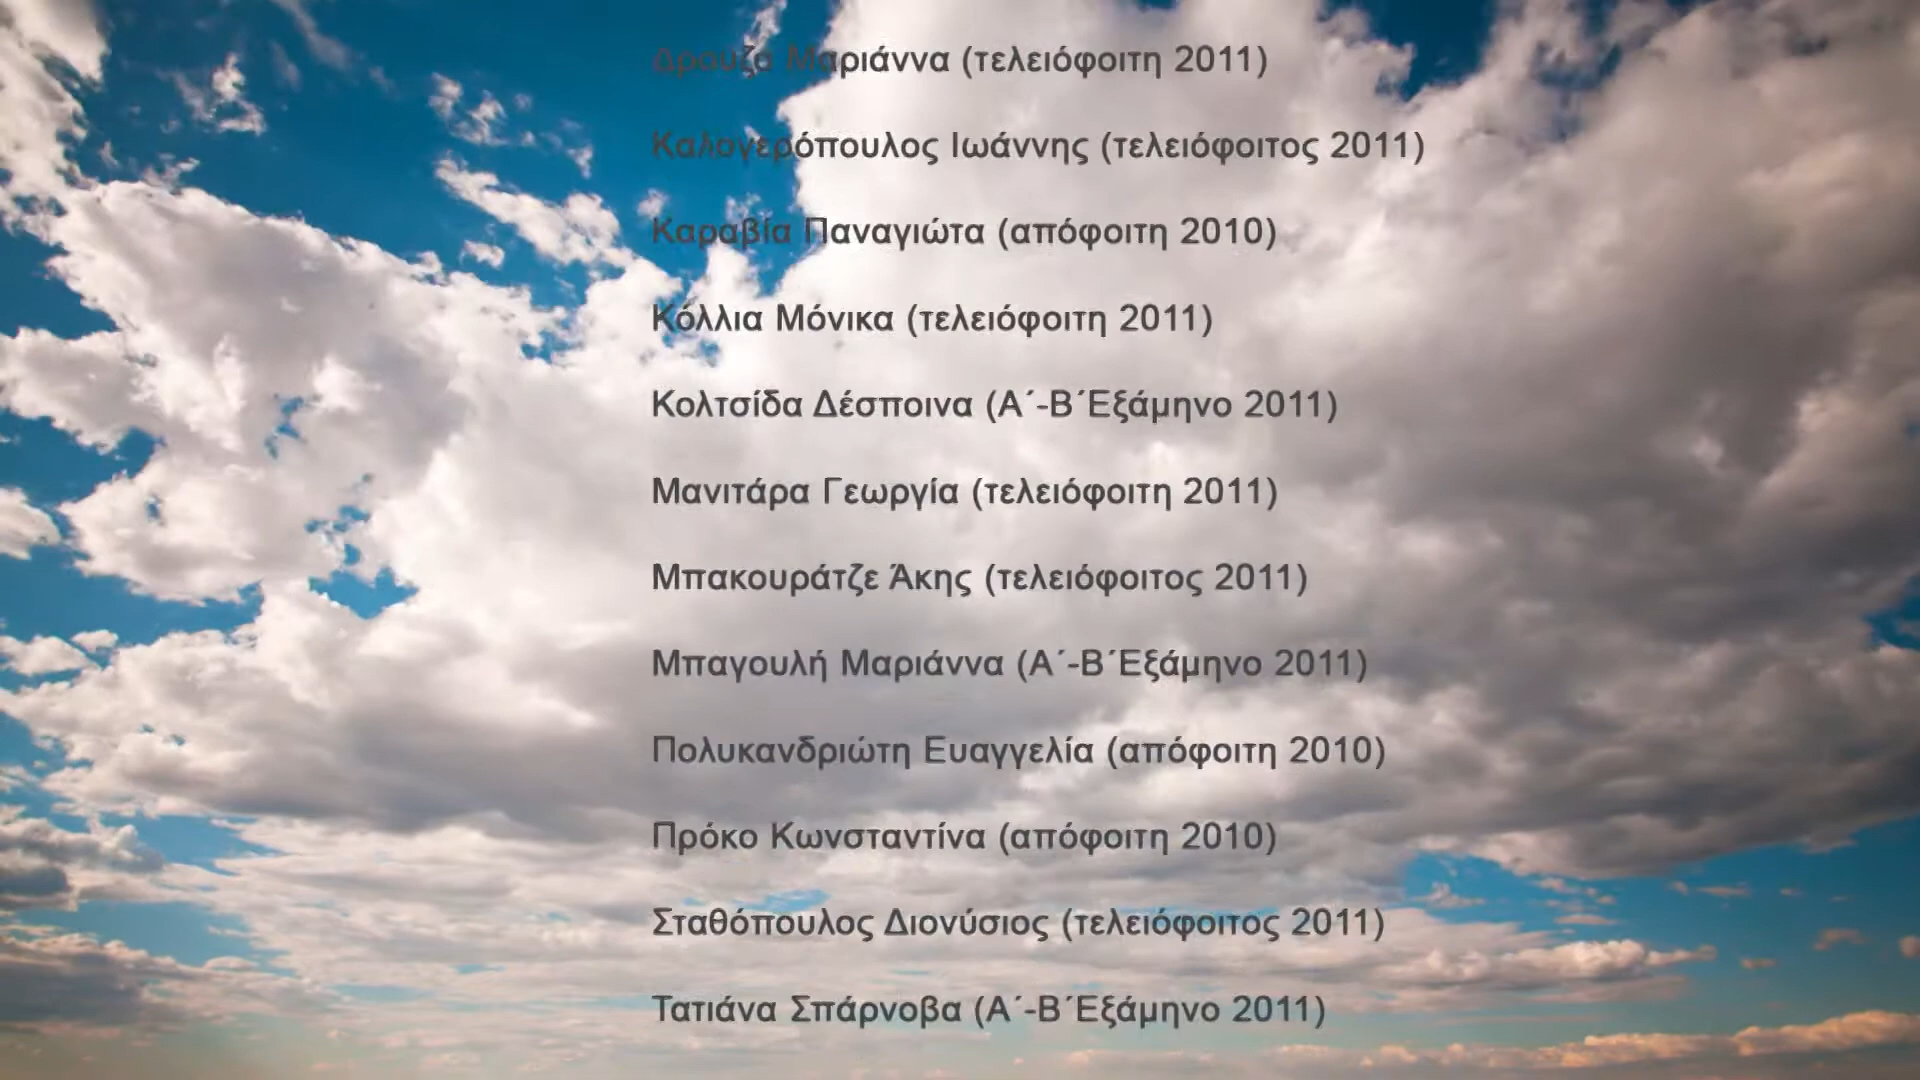 Δρούζα Μαριάννα (τελειόφοιτη 2011)
Καλογερόπουλος Ιωάννης (τελειόφοιτος 2011)
Καραβία Παναγιώτα (απόφοιτη 2010)
Κόλλια Μόνικα (τελειόφοιτη 2011)
Κολτσίδα Δέσποινα (Α΄-Β΄Εξάμηνο 2011)
Μανιτάρα Γεωργία (τελειόφοιτη 2011)
Μπακουράτζε Άκης (τελειόφοιτος 2011)
Μπαγουλή Μαριάννα (Α΄-Β΄Εξάμηνο 2011)
Πολυκανδριώτη Ευαγγελία (απόφοιτη 2010)
Πρόκο Κωνσταντίνα (απόφοιτη 2010)
Σταθόπουλος Διονύσιος (τελειόφοιτος 2011)
Τατιάνα Σπάρνοβα (Α΄-Β΄Εξάμηνο 2011)